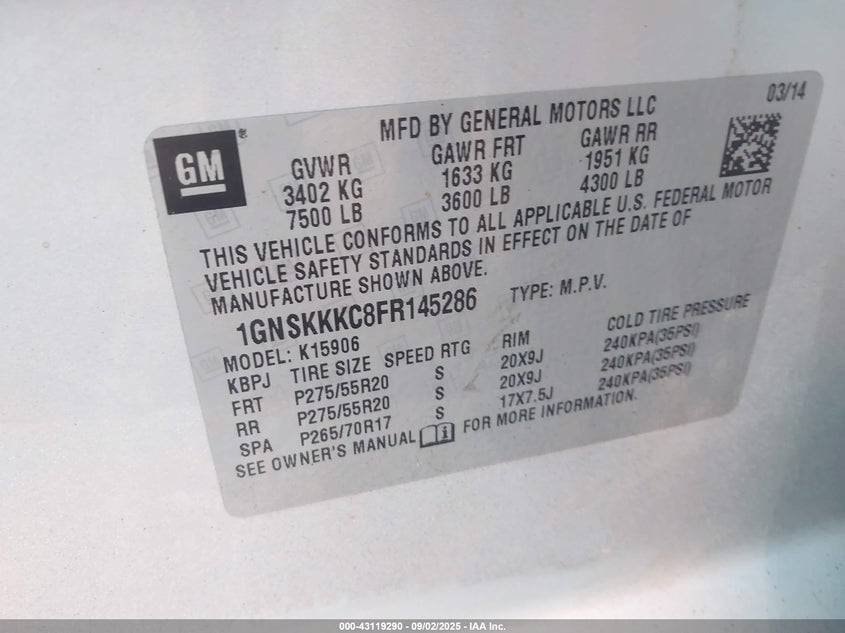 GM ®
MFD BY GENERAL MOTORS LLC 03/14
GVWR GAWR FRT GAWR RR
3402 KG 1633 KG 1951 KG
7500 LB 3600 LB 4300 LB
THIS VEHICLE CONFORMS TO ALL APPLICABLE U.S. FEDERAL MOTOR
VEHICLE SAFETY STANDARDS IN EFFECT ON THE DATE OF
MANUFACTURE SHOWN ABOVE.
1GNSKKKC8FR145286 TYPE: M.P.V.
MODEL: K15906
KBPJ TIRE SIZE SPEED RTG RIM COLD TIRE PRESSURE
FRT P275/55R20 S 20X9J 240KPA(35PSI)
RR P275/55R20 S 20X9J 240KPA(35PSI)
SPA P265/70R17 S 17X7.5J 240KPA(35PSI)
SEE OWNER'S MANUAL FOR MORE INFORMATION.
000-43119290 - 09/02/2025 - IAA Inc.